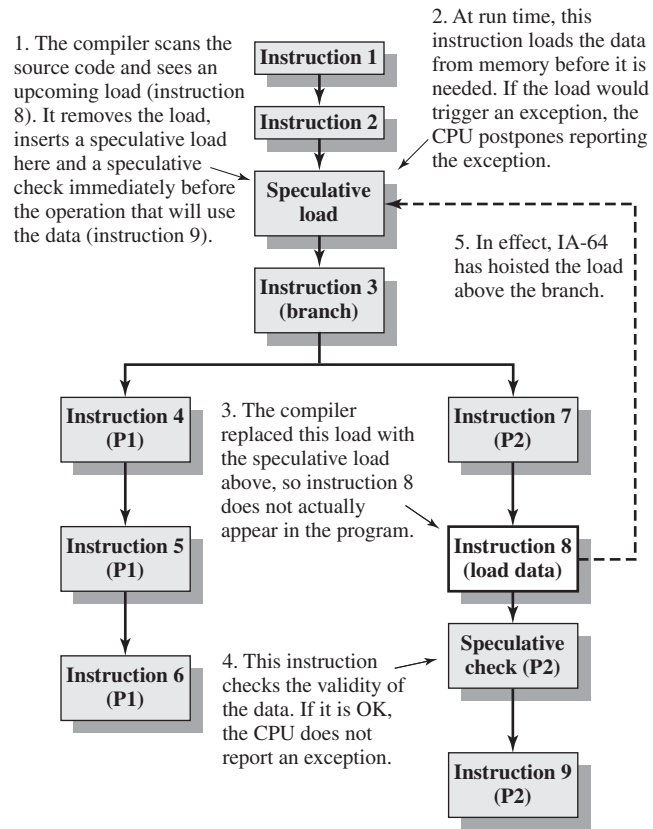 1. The compiler scans the
source code and sees an
upcoming load (instruction
8). It removes the load,
inserts a speculative load
here and a speculative
check immediately before
the operation that will use
the data (instruction 9).
Instruction 1
Instruction 2
Speculative
load
2. At run time, this
instruction loads the data
from memory before it is
needed. If the load would
trigger an exception, the
CPU postpones reporting
the exception.
Instruction 3
(branch)
5. In effect, IA-64
has hoisted the load
above the branch.
Instruction 4
(P1)
3. The compiler
replaced this load with
the speculative load
above, so instruction 8
does not actually
appear in the program.
Instruction 7
(P2)
Instruction 5
(P1)
Instruction 8
(load data)
Instruction 6
(P1)
4. This instruction
checks the validity of
the data. If it is OK,
the CPU does not
report an exception.
Speculative
check (P2)
Instruction 9
(P2)